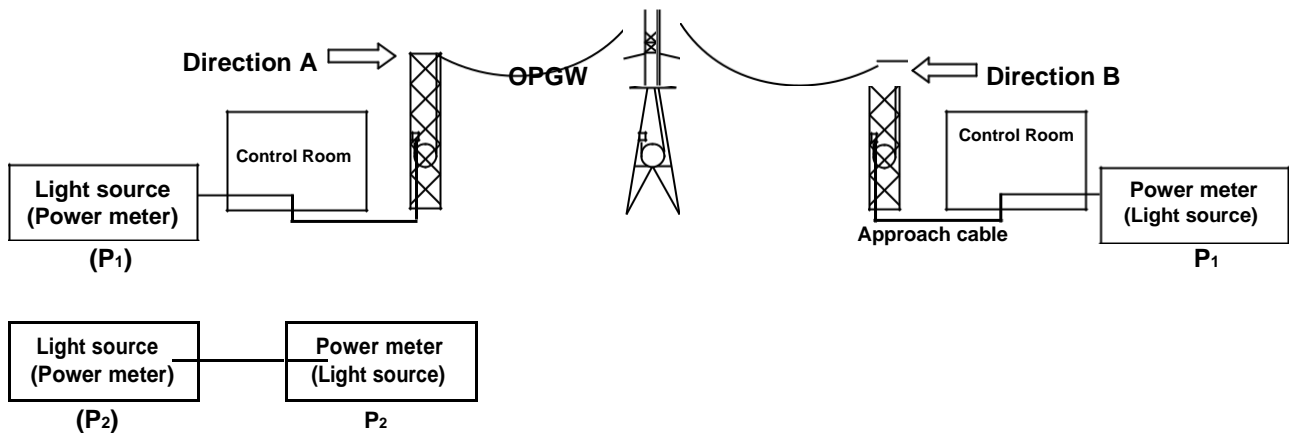 Direction A
OPGW
Direction B
Control Room
Control Room
Light source
(Power meter)
(P₁)
Power meter
(Light source)
P₁
Approach cable
Light source
(Power meter)
(P₂)
Power meter
(Light source)
P₂